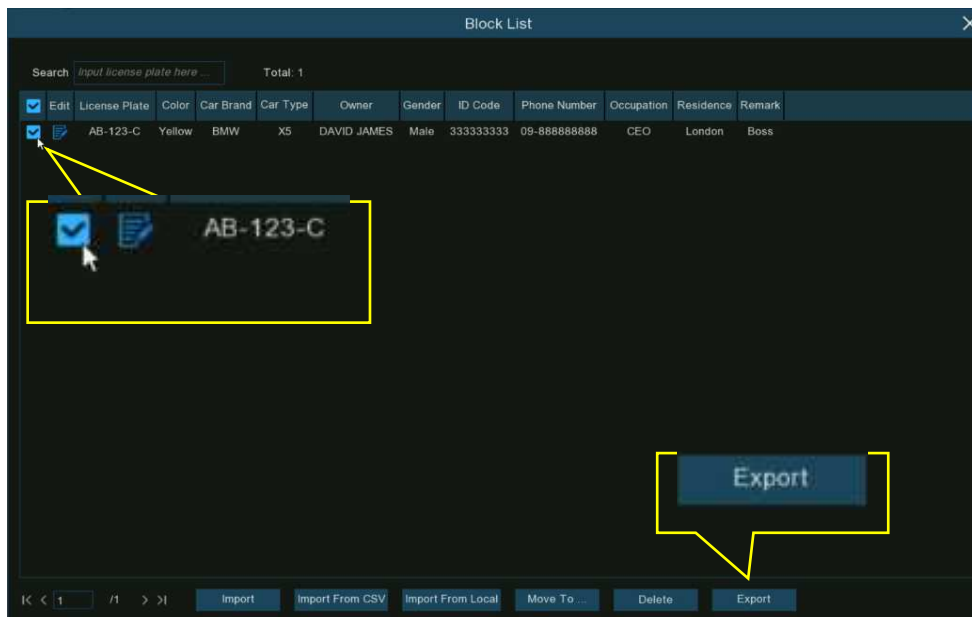 Block List
Search Input license plate here ... Total: 1
Edit License Plate Color Car Brand Car Type Owner Gender ID Code Phone Number Occupation Residence Remark
AB-123-C Yellow BMW X5 DAVID JAMES Male 333333333 09-888888888 CEO London Boss
AB-123-C
Export
1 /1 Import Import From CSV Import From Local Move To ... Delete Export